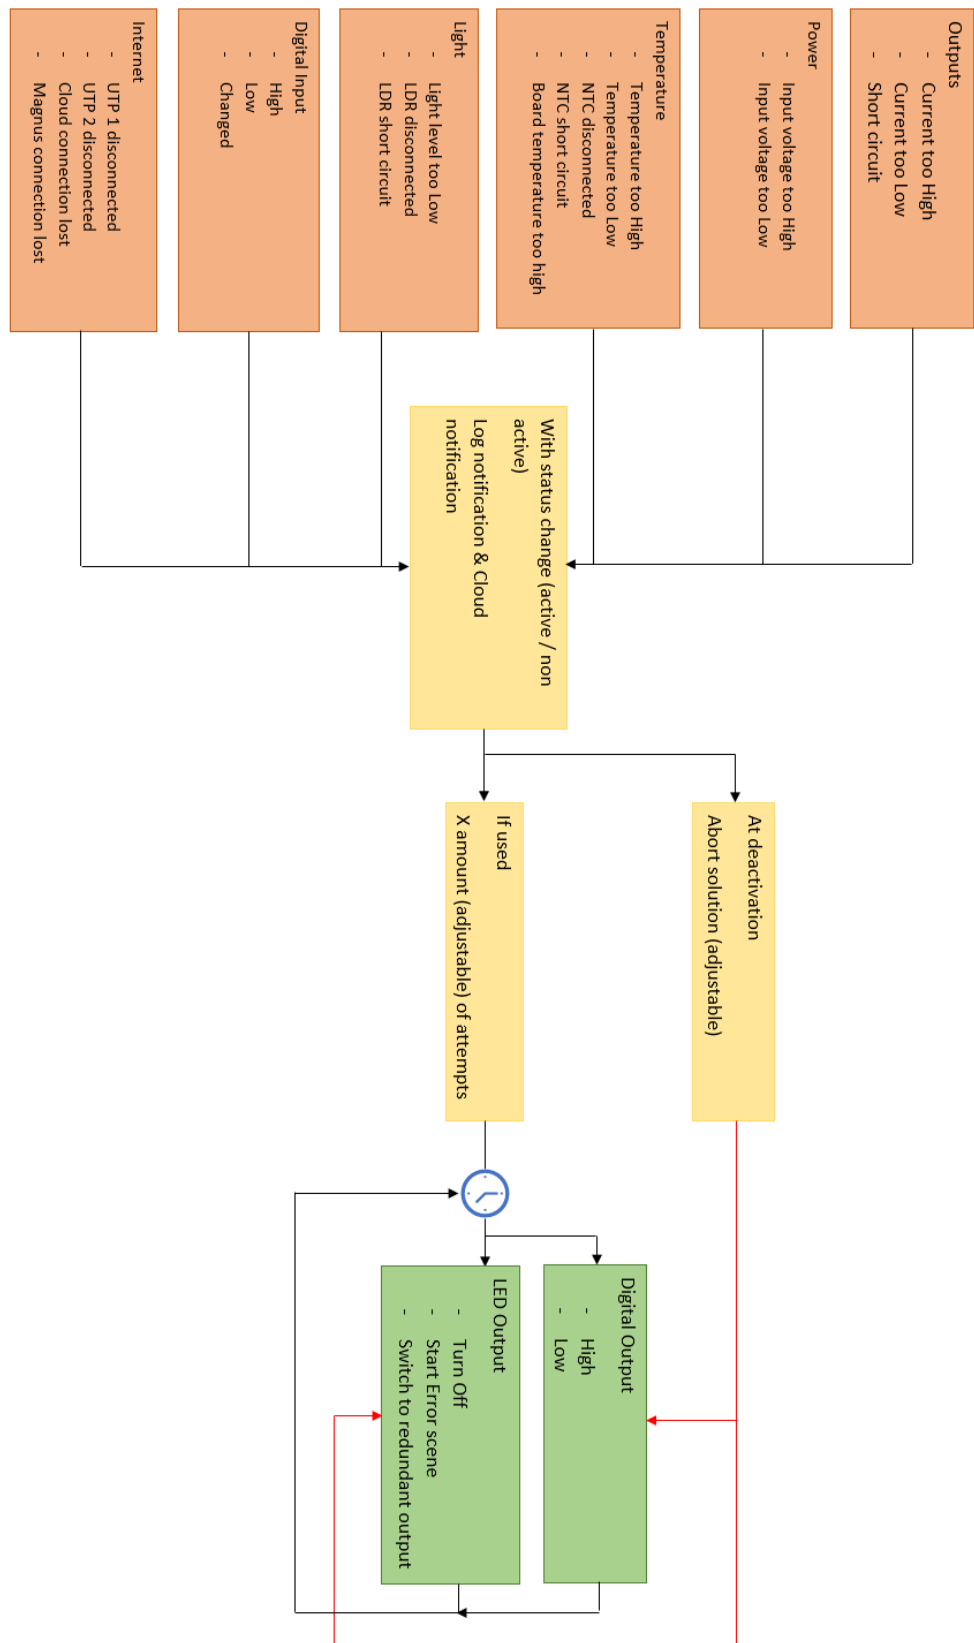 Outputs
- Current too High
- Current too Low
- Short circuit
Power
- Input voltage too High
- Input voltage too Low
Temperature
- Temperature too High
- Temperature too Low
- NTC disconnected
- NTC short circuit
- Board temperature too high
Light
- Light level too Low
- LDR disconnected
- LDR short circuit
Digital Input
- High
- Low
- Changed
Internet
- UTP 1 disconnected
- UTP 2 disconnected
- Cloud connection lost
- Magnus connection lost
With status change (active / non
active)
Log notification & Cloud
notification
At deactivation
Abort solution (adjustable)
If used
X amount (adjustable) of attempts
Digital Output
- High
- Low
LED Output
- Turn Off
- Start Error scene
- Switch to redundant output